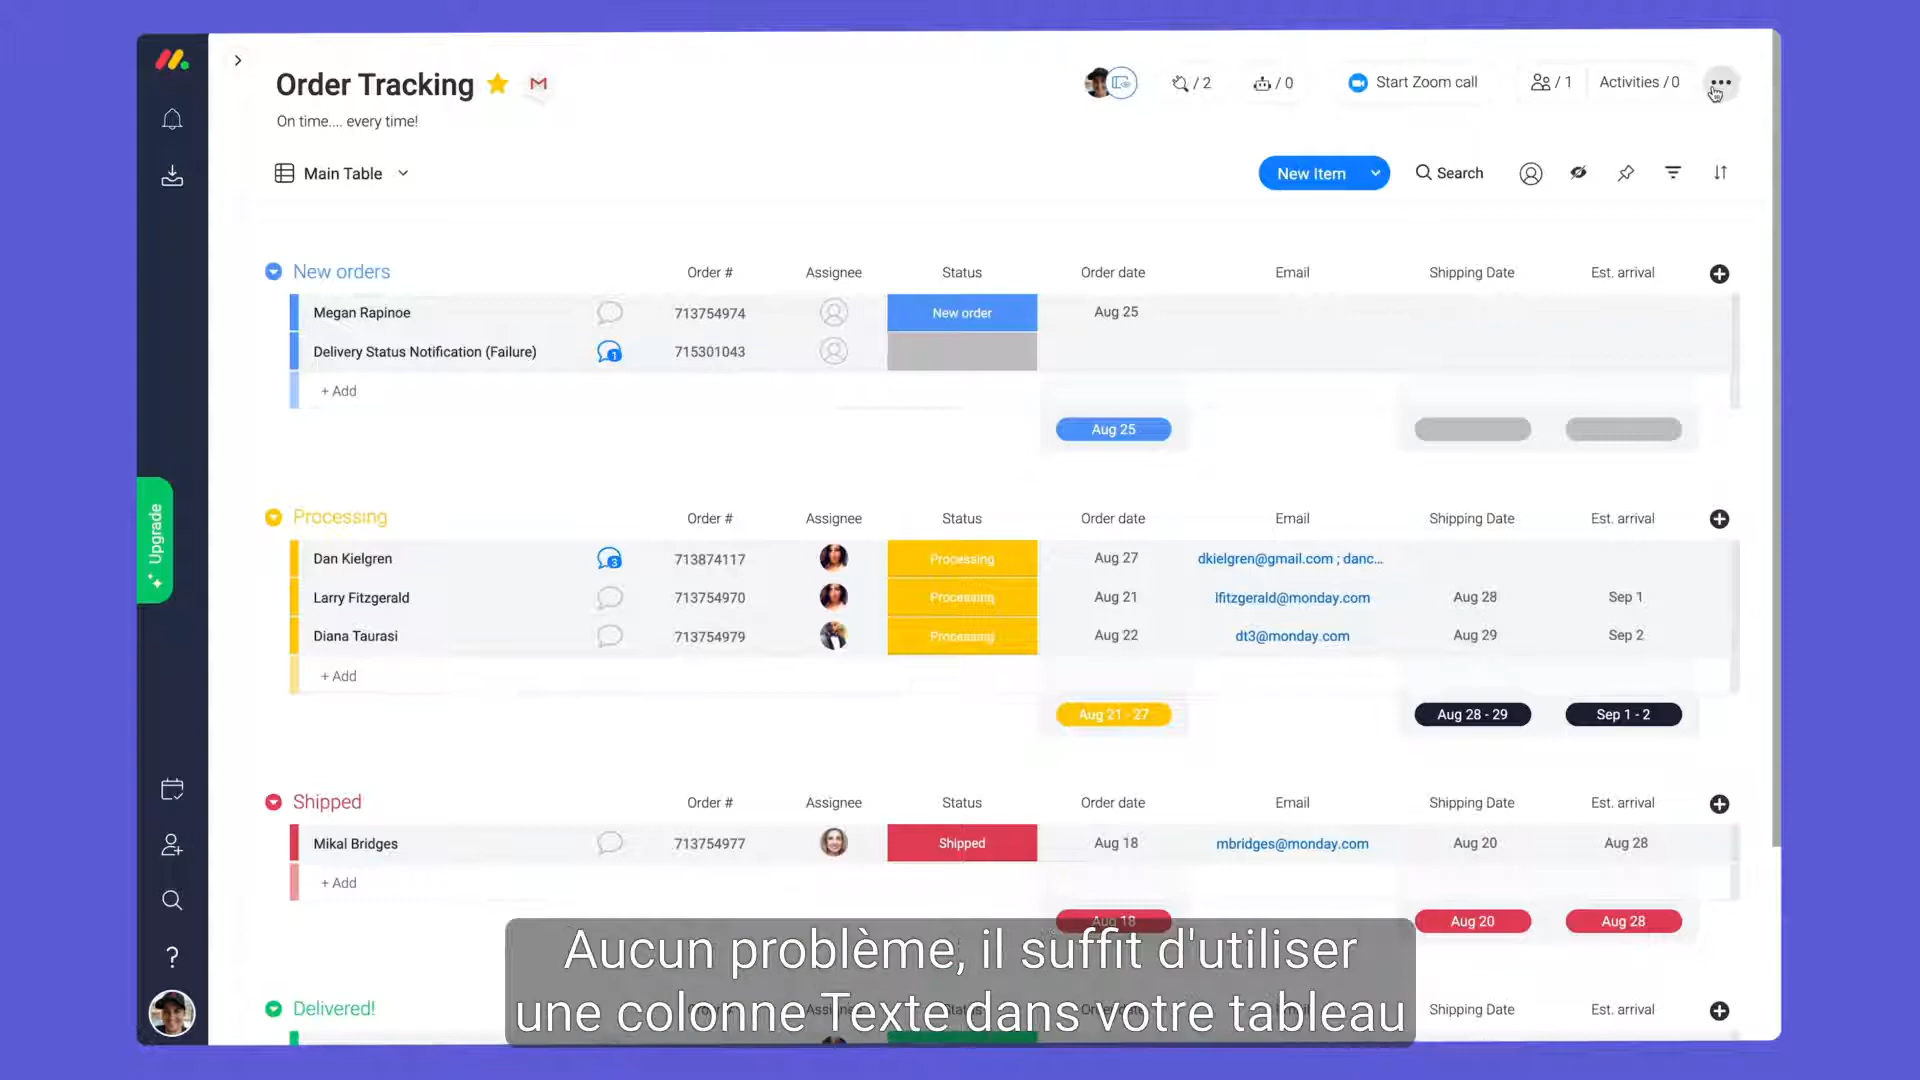 Order Tracking
On time.... every time!
/ 2
/ 0
Start Zoom call
/ 1
Activities / 0
Main Table
New Item
Search
New orders Order # Assignee Status Order date Email Shipping Date Est. arrival
Megan Rapinoe 713754974 New order Aug 25
Delivery Status Notification (Failure) 1 715301043
+ Add
Aug 25
Upgrade
Processing Order # Assignee Status Order date Email Shipping Date Est. arrival
Dan Kielgren 3 713874117 Processing Aug 27 dkielgren@gmail.com ; danc...
Larry Fitzgerald 713754970 Processing Aug 21 lfitzgerald@monday.com Aug 28 Sep 1
Diana Taurasi 713754979 Processing Aug 22 dt3@monday.com Aug 29 Sep 2
+ Add
Aug 21 - 27 Aug 28 - 29 Sep 1 - 2
Shipped Order # Assignee Status Order date Email Shipping Date Est. arrival
Mikal Bridges 713754977 Shipped Aug 18 mbridges@monday.com Aug 20 Aug 28
+ Add
Aug 18 Aug 20 Aug 28
Delivered! Shipping Date Est. arrival
Aucun problème, il suffit d'utiliser
une colonne Texte dans votre tableau